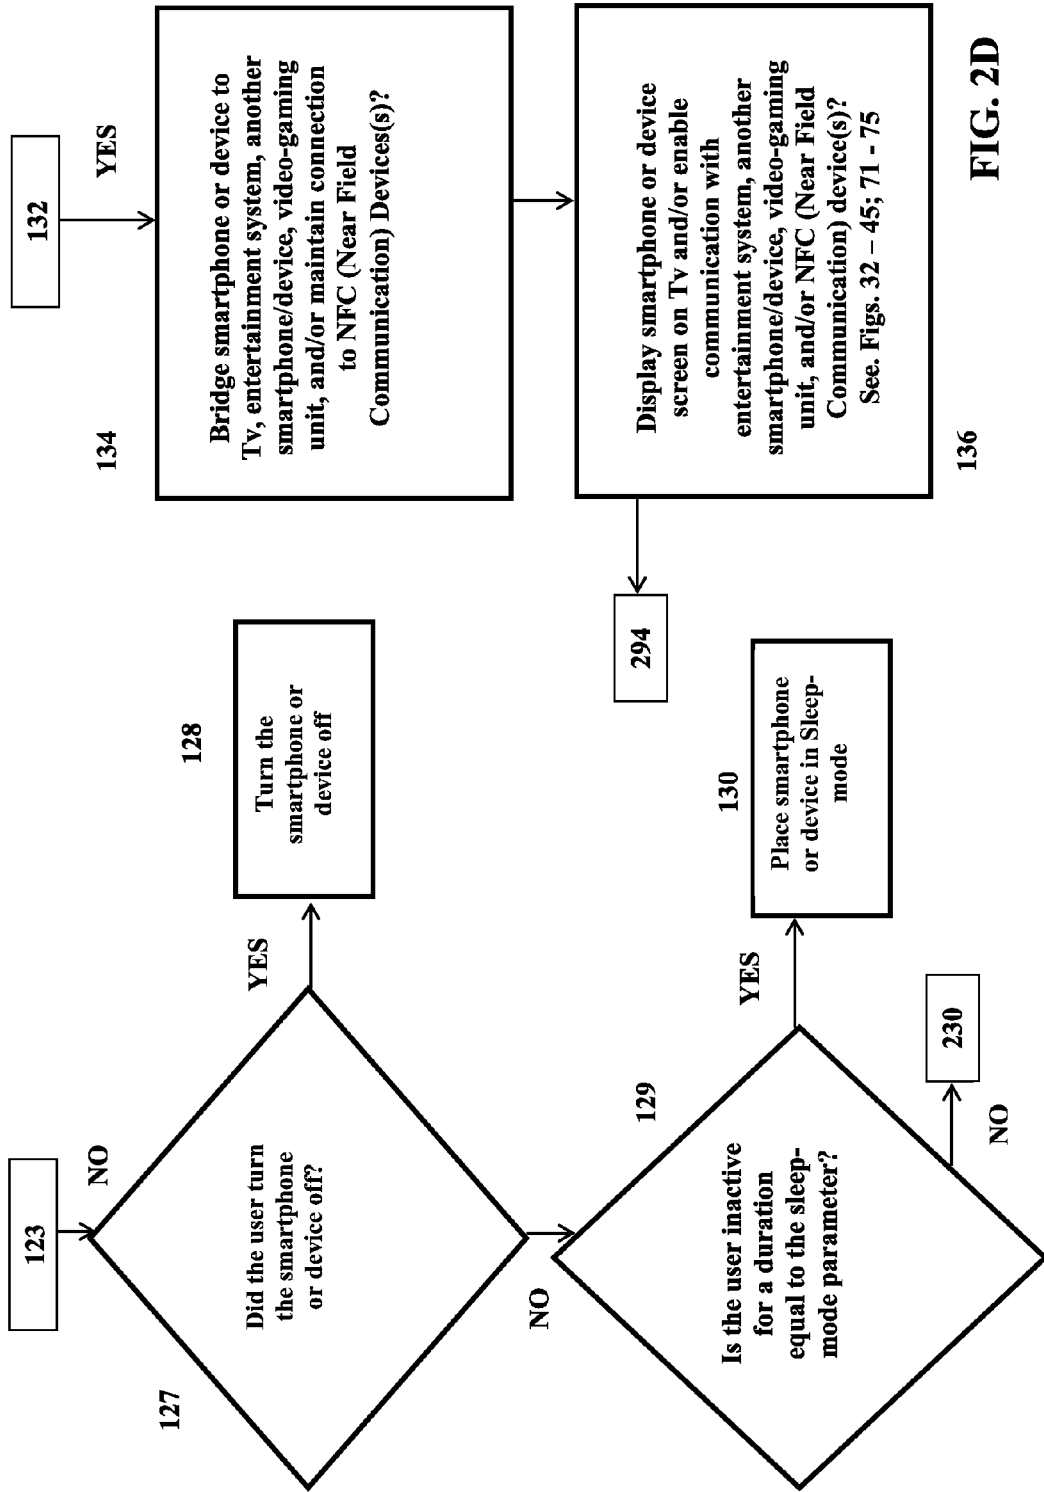 123
NO
127
Did the user turn
the smartphone
or device off?
YES
128
Turn the
smartphone or
device off
NO
129
Is the user inactive
for a duration
equal to the sleep-
mode parameter?
YES
130
Place smartphone
or device in Sleep-
mode
NO
230
132
YES
134
Bridge smartphone or device to
Tv, entertainment system, another
smartphone/device, video-gaming
unit, and/or maintain connection
to NFC (Near Field
Communication) Devices(s)?
Display smartphone or device
screen on Tv and/or enable
communication with
entertainment system, another
smartphone/device, video-gaming
unit, and/or NFC (Near Field
Communication) device(s)?
See. Figs. 32 – 45; 71 - 75
136
294
FIG. 2D